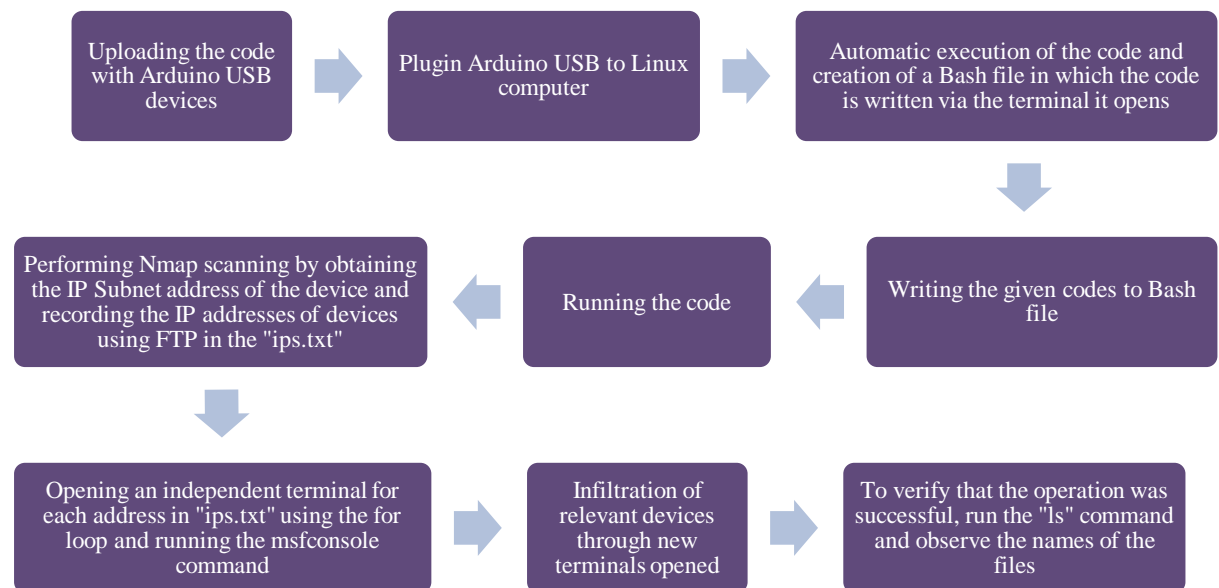 Uploading the code
with Arduino USB
devices
Plugin Arduino USB to Linux
computer
Automatic execution of the code and
creation of a Bash file in which the code
is written via the terminal it opens
Writing the given codes to Bash
file
Running the code
Performing Nmap scanning by obtaining
the IP Subnet address of the device and
recording the IP addresses of devices
using FTP in the "ips.txt"
Opening an independent terminal for
each address in "ips.txt" using the for
loop and running the msfconsole
command
Infiltration of
relevant devices
through new
terminals opened
To verify that the operation was
successful, run the "ls" command
and observe the names of the
files